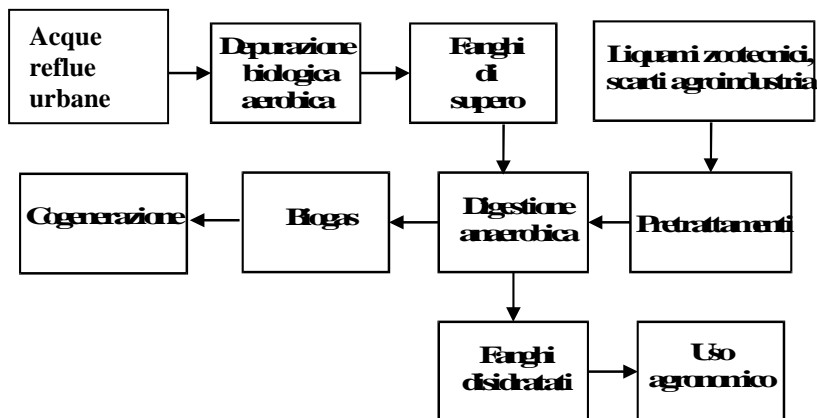 Acque
reflue
urbane
Depurazione
biologica
aerobica
Fanghi
di
supero
Liquami zootecnici,
scarti agroindustria
Cogenerazione
Biogas
Digestione
anaerobica
Pretrattamenti
Fanghi
disidratati
Uso
agronomico